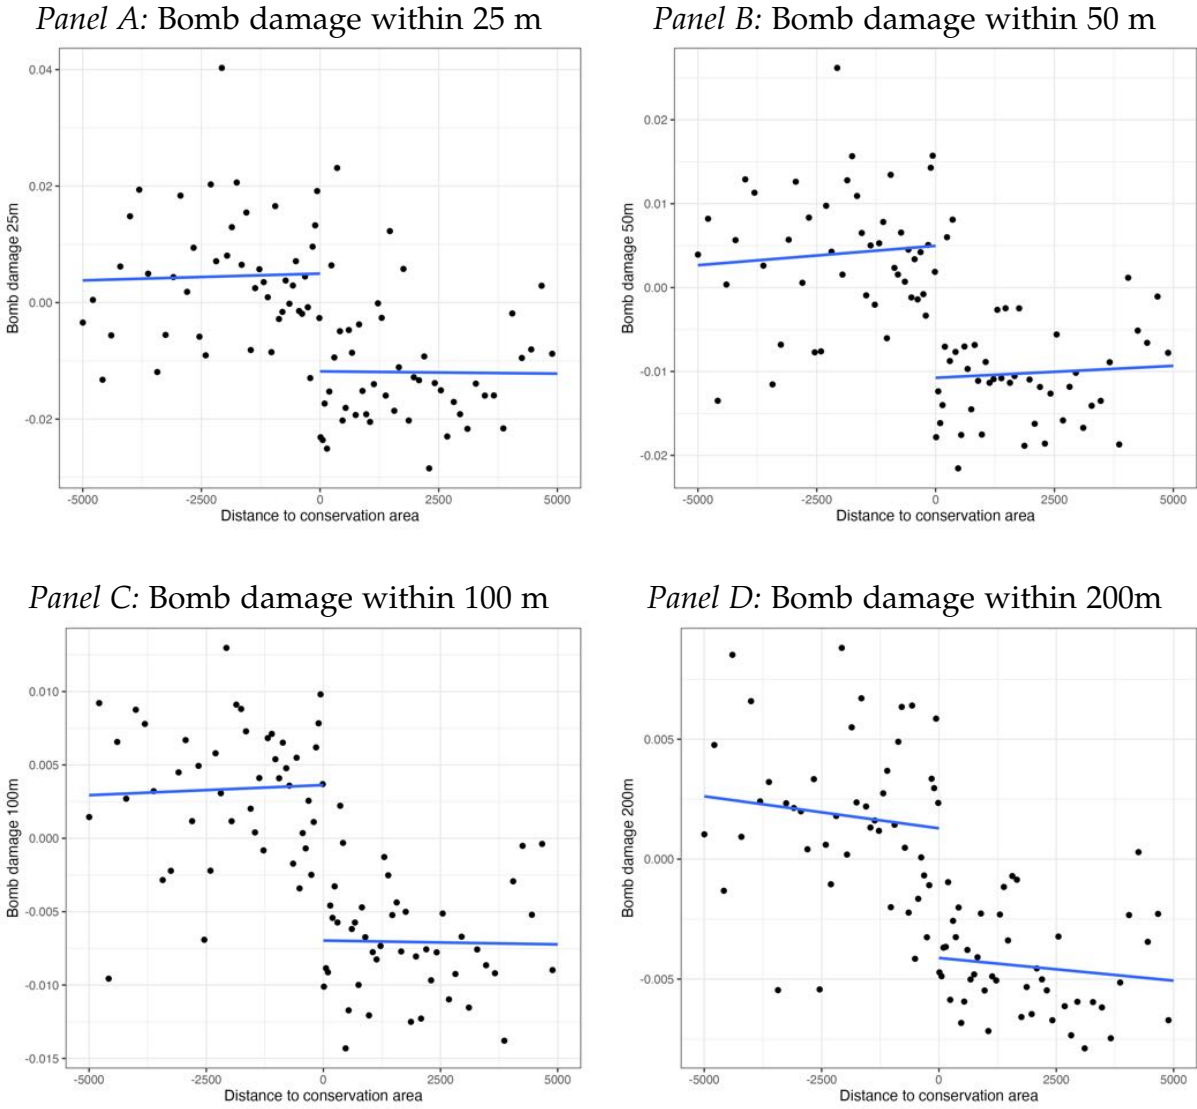 Panel A: Bomb damage within 25 m
Panel B: Bomb damage within 50 m
0.04
0.02
0.00
-0.02
Bomb damage 25m
-5000 -2500 0 2500 5000
Distance to conservation area
0.02
0.01
0.00
-0.01
-0.02
Bomb damage 50m
-5000 -2500 0 2500 5000
Distance to conservation area
Panel C: Bomb damage within 100 m
Panel D: Bomb damage within 200m
0.010
0.005
0.000
-0.005
-0.010
-0.015
Bomb damage 100m
-5000 -2500 0 2500 5000
Distance to conservation area
0.005
0.000
-0.005
Bomb damage 200m
-5000 -2500 0 2500 5000
Distance to conservation area